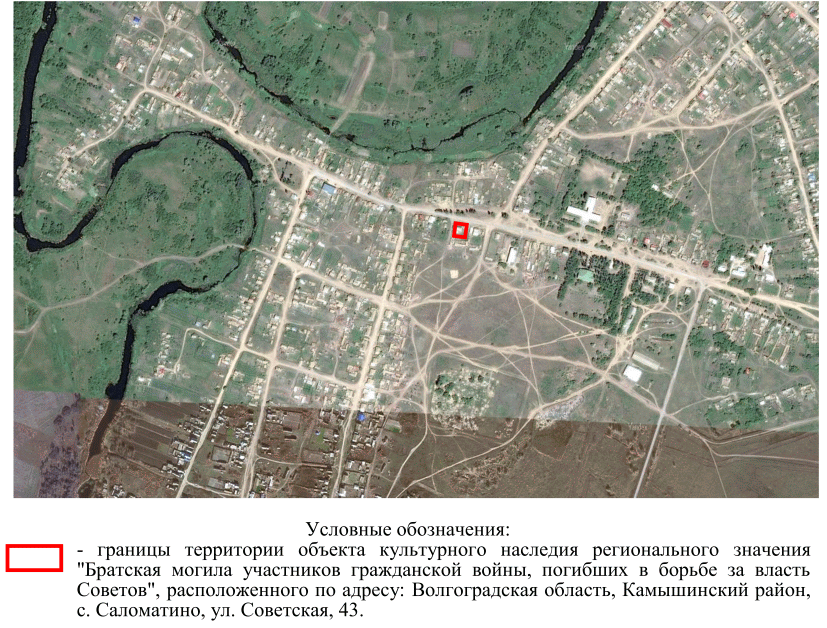 Yandex
Условные обозначения:
- границы территории объекта культурного наследия регионального значения
"Братская могила участников гражданской войны, погибших в борьбе за власть
Советов", расположенного по адресу: Волгоградская область, Камышинский район,
с. Саломатино, ул. Советская, 43.